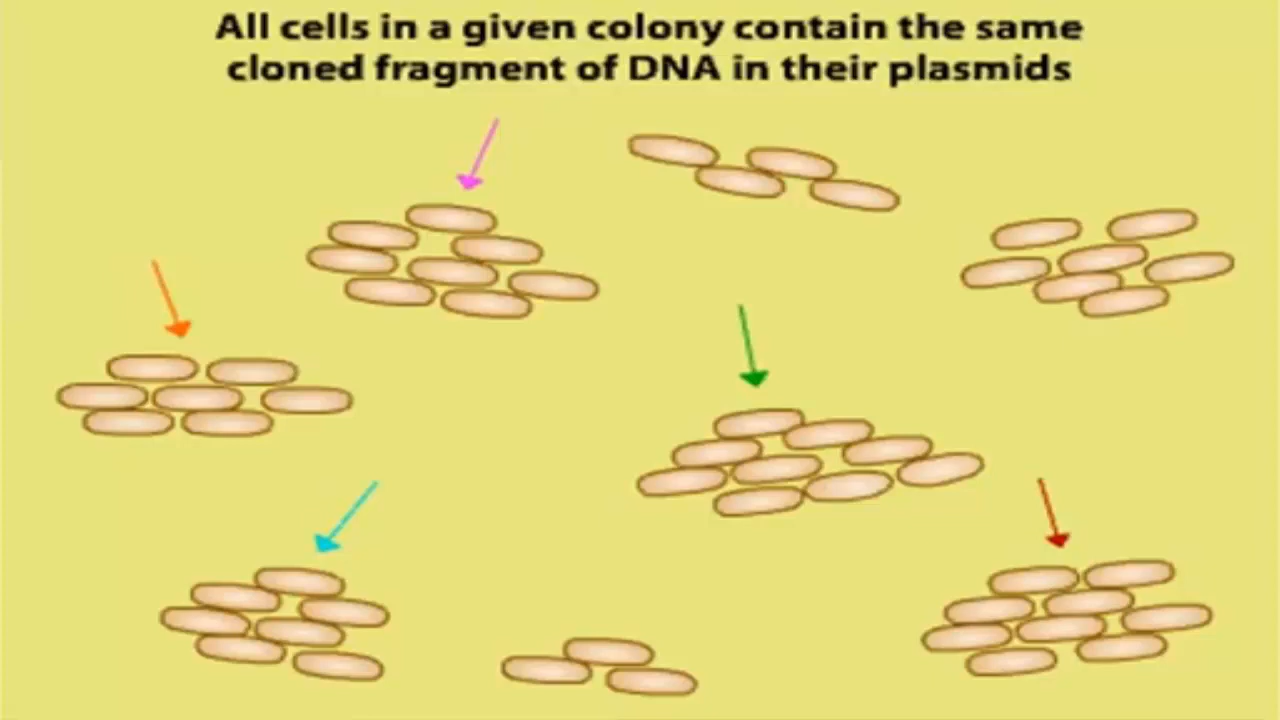 All cells in a given colony contain the same
cloned fragment of DNA in their plasmids